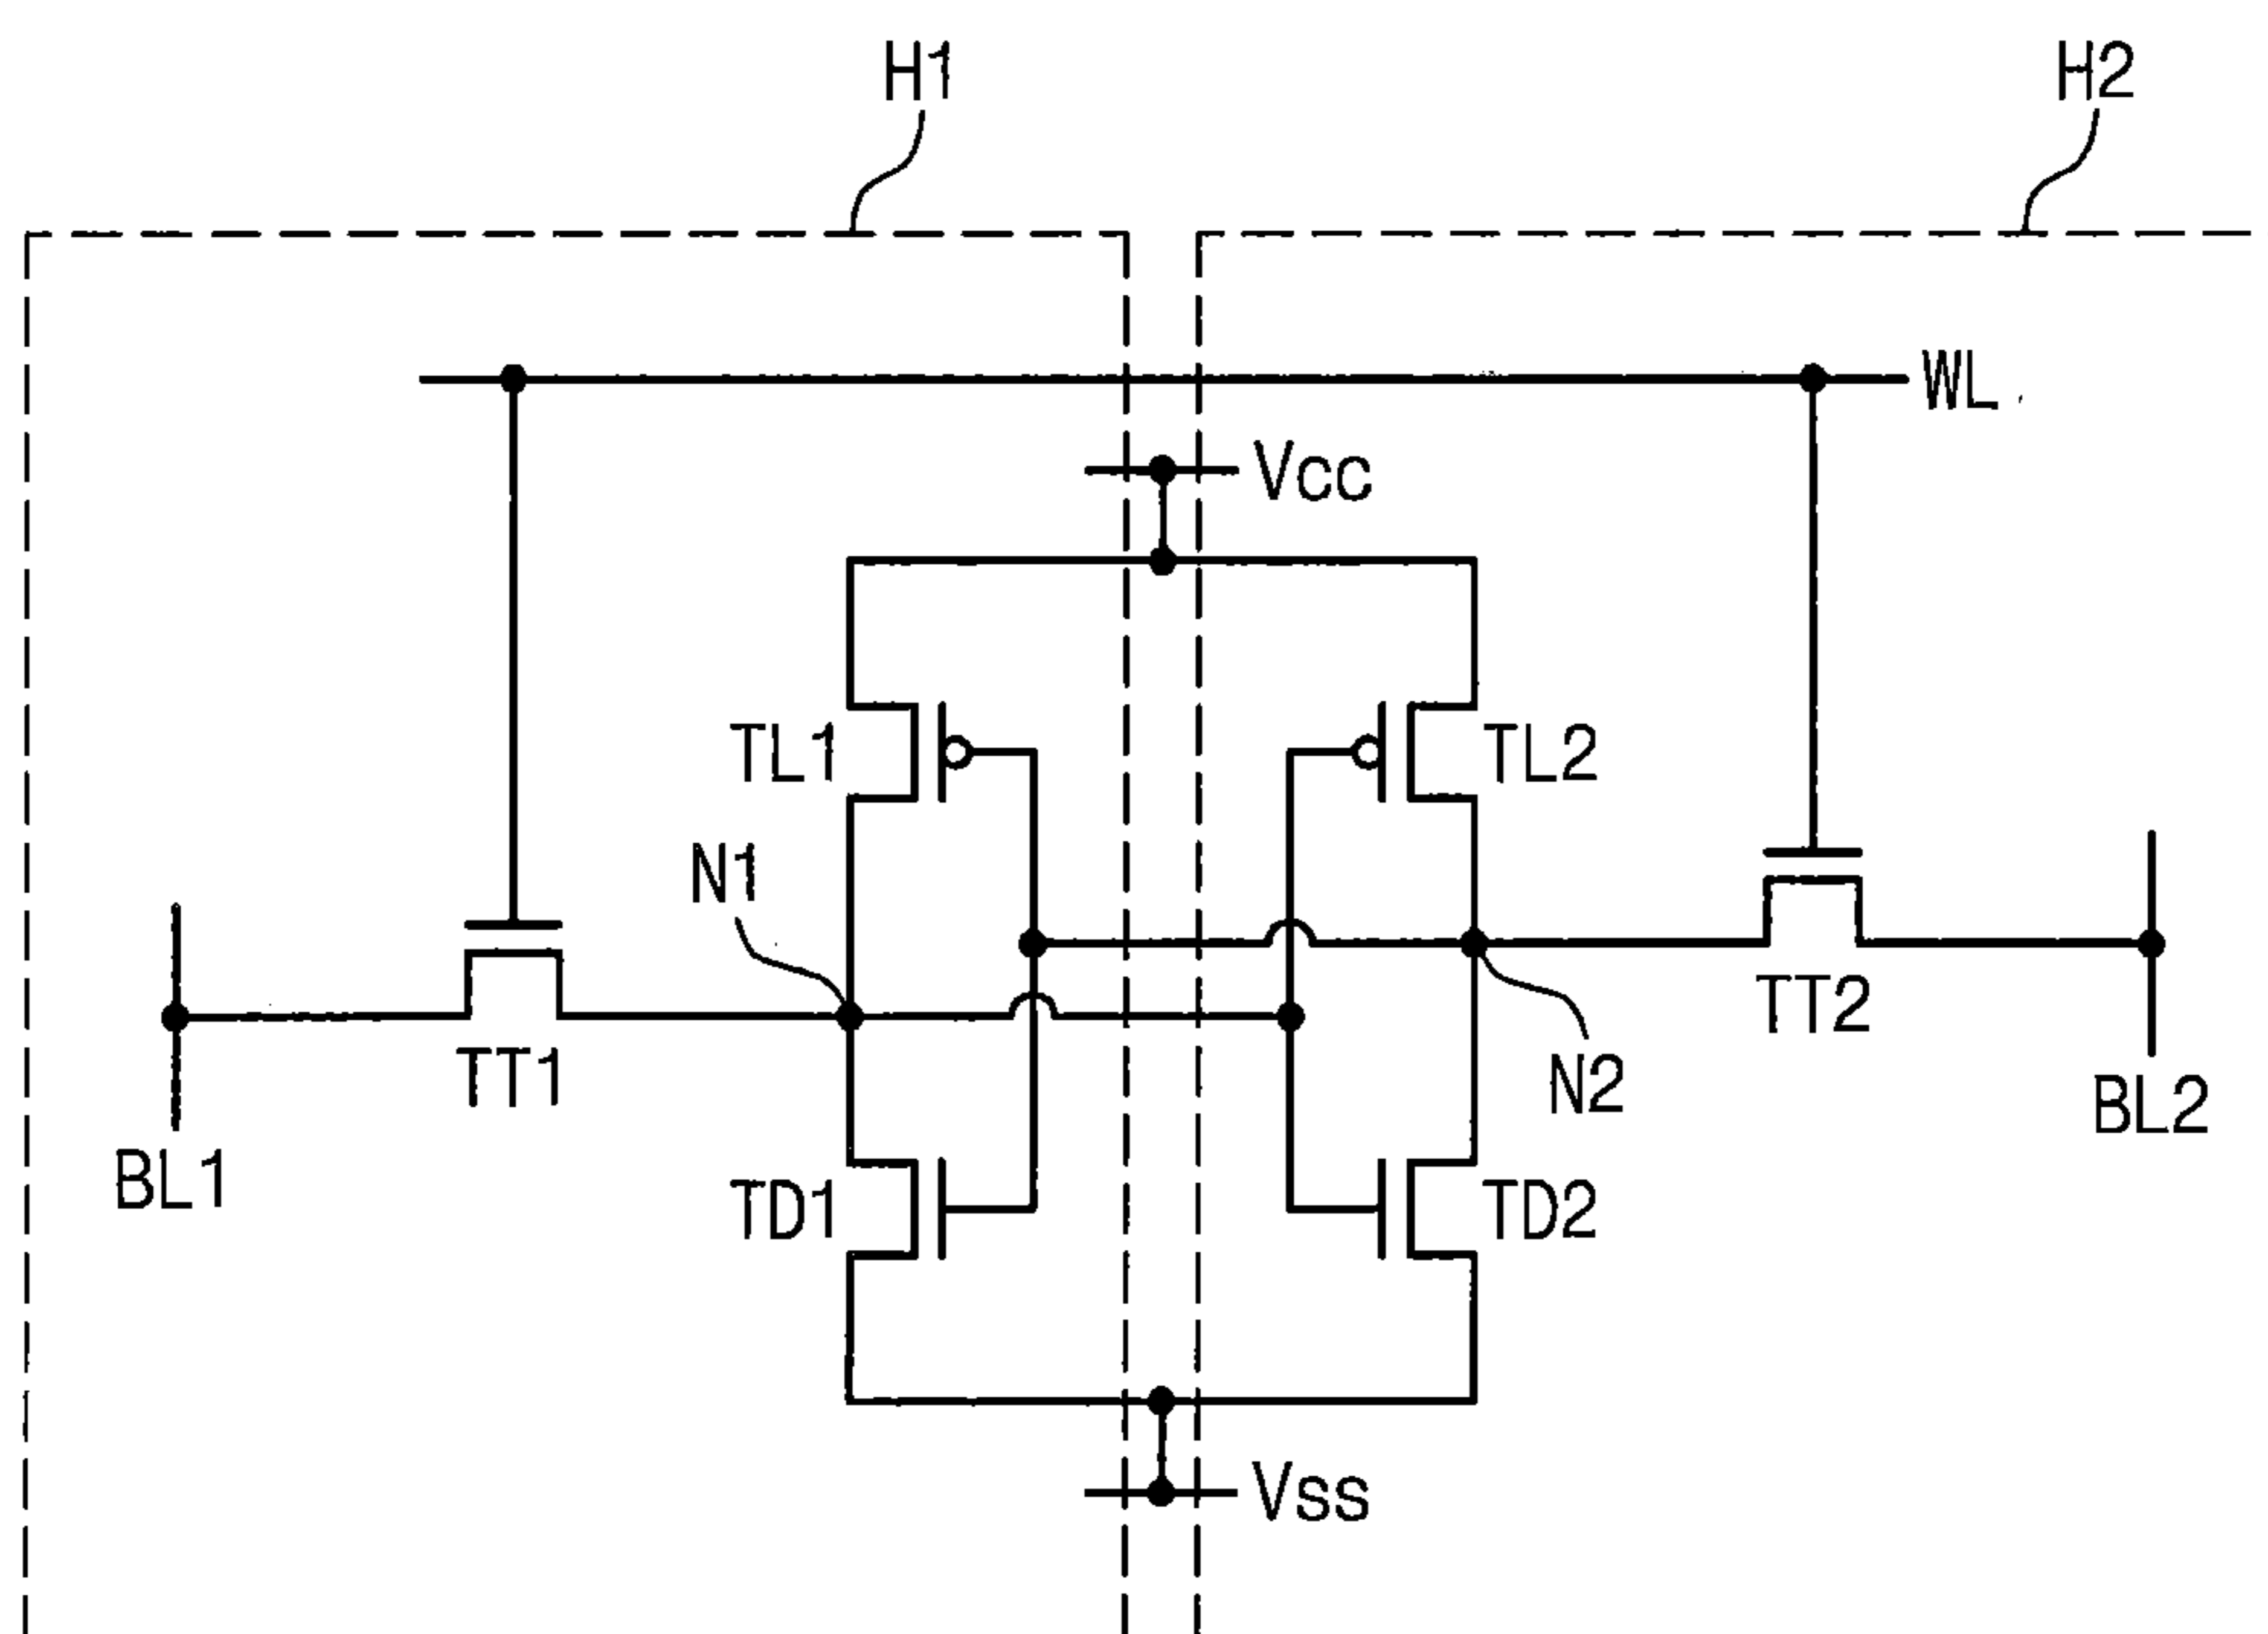 H1
H2
WL
Vcc
TL1
TL2
N1
TT2
TT1
N2
BL2
BL1
TD1
TD2
Vss